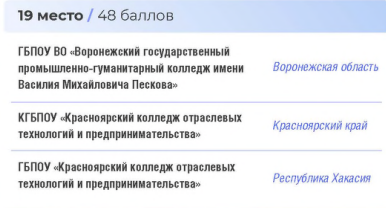 19 место / 48 баллов
ГБПОУ ВО «Воронежский государственный
промышленно-гуманитарный колледж имени
Василия Михайловича Пескова»
Воронежская область
КГБПОУ «Красноярский колледж отраслевых
технологий и предпринимательства»
Красноярский край
ГБПОУ «Красноярский колледж отраслевых
технологий и предпринимательства»
Республика Хакасия